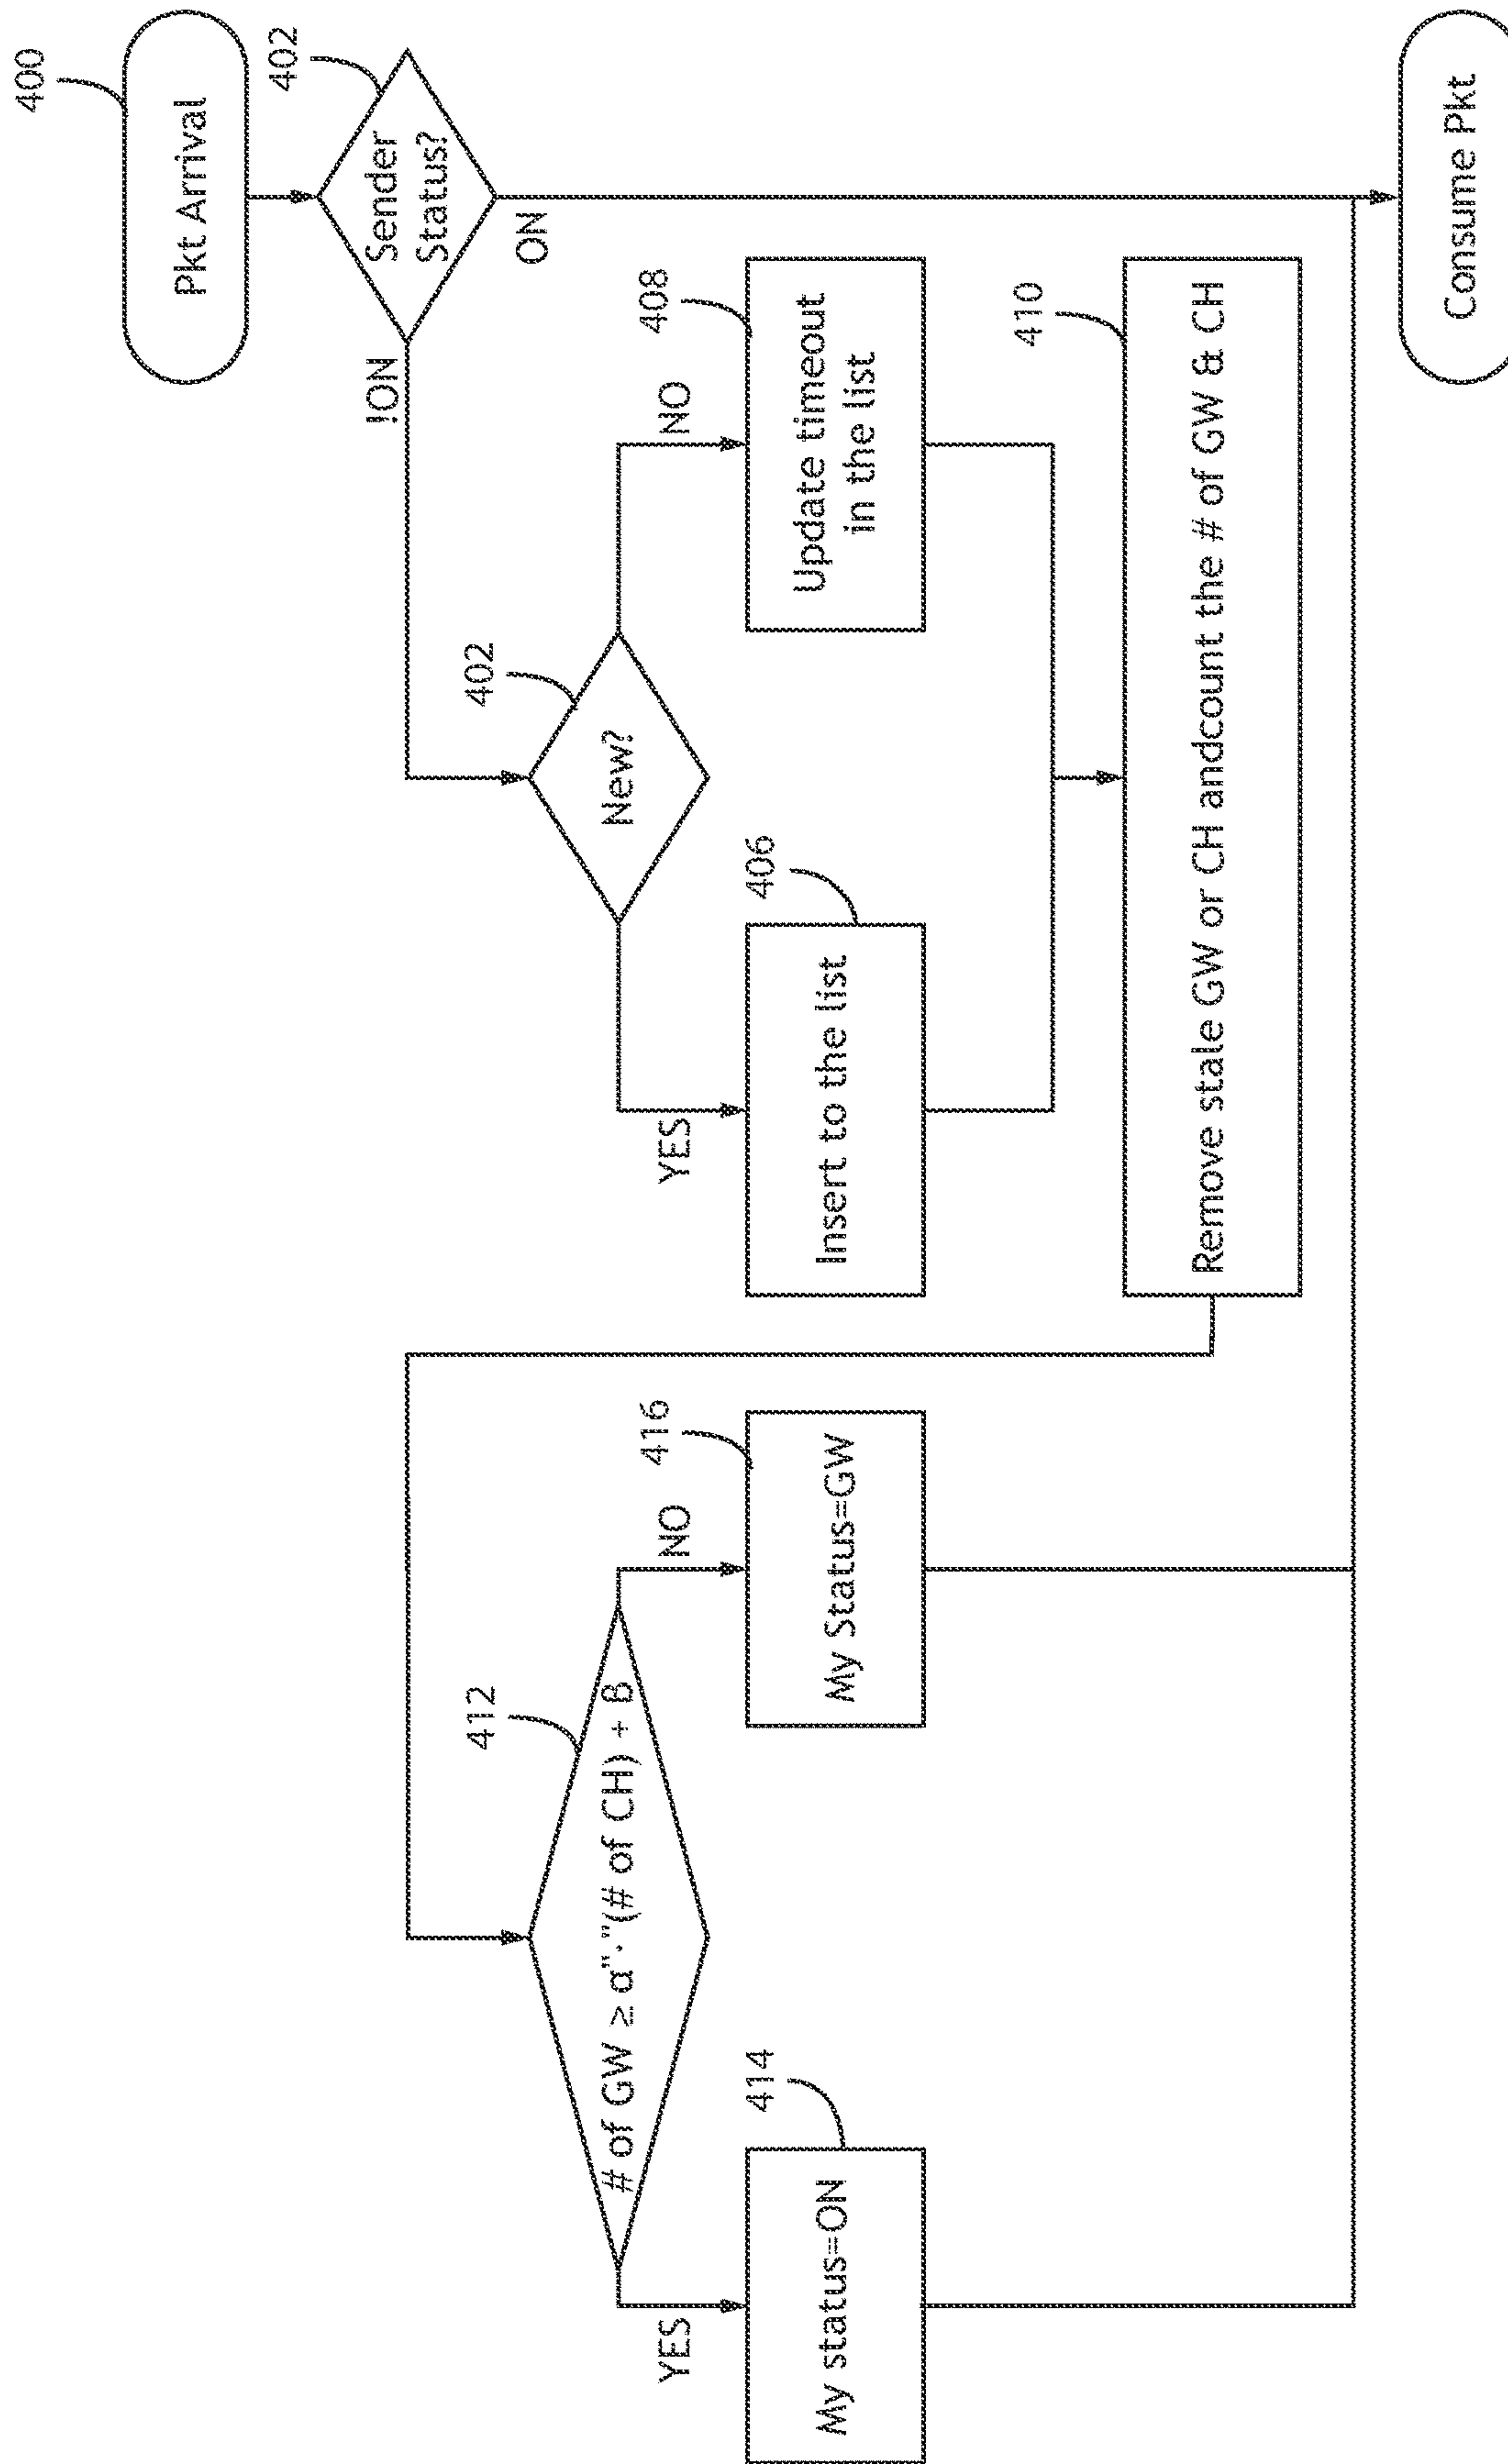 400
Pkt Arrival
402
Sender
Status?
!ON
ON
402
New?
YES
NO
406
Insert to the list
408
Update timeout
in the list
410
Remove stale GW or CH andcount the # of GW & CH
412
# of GW ≥ α"·"(# of CH) + B
YES
NO
414
My status=ON
416
My Status=GW
Consume Pkt